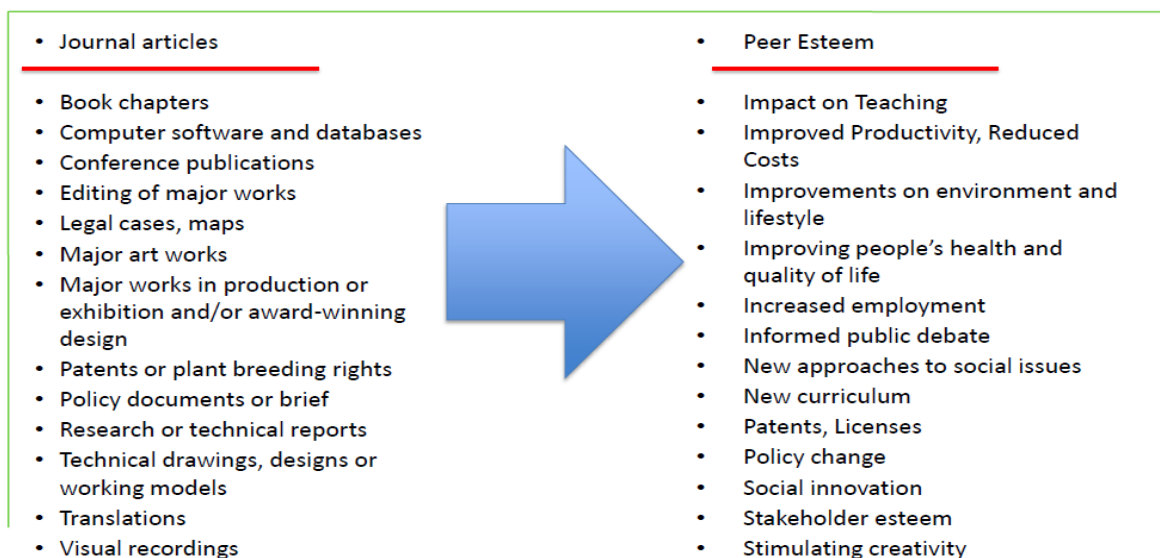 • Journal articles
• Book chapters
• Computer software and databases
• Conference publications
• Editing of major works
• Legal cases, maps
• Major art works
• Major works in production or
exhibition and/or award-winning
design
• Patents or plant breeding rights
• Policy documents or brief
• Research or technical reports
• Technical drawings, designs or
working models
• Translations
• Visual recordings
• Peer Esteem
• Impact on Teaching
• Improved Productivity, Reduced
Costs
• Improvements on environment and
lifestyle
• Improving people's health and
quality of life
• Increased employment
• Informed public debate
• New approaches to social issues
• New curriculum
• Patents, Licenses
• Policy change
• Social innovation
• Stakeholder esteem
• Stimulating creativity